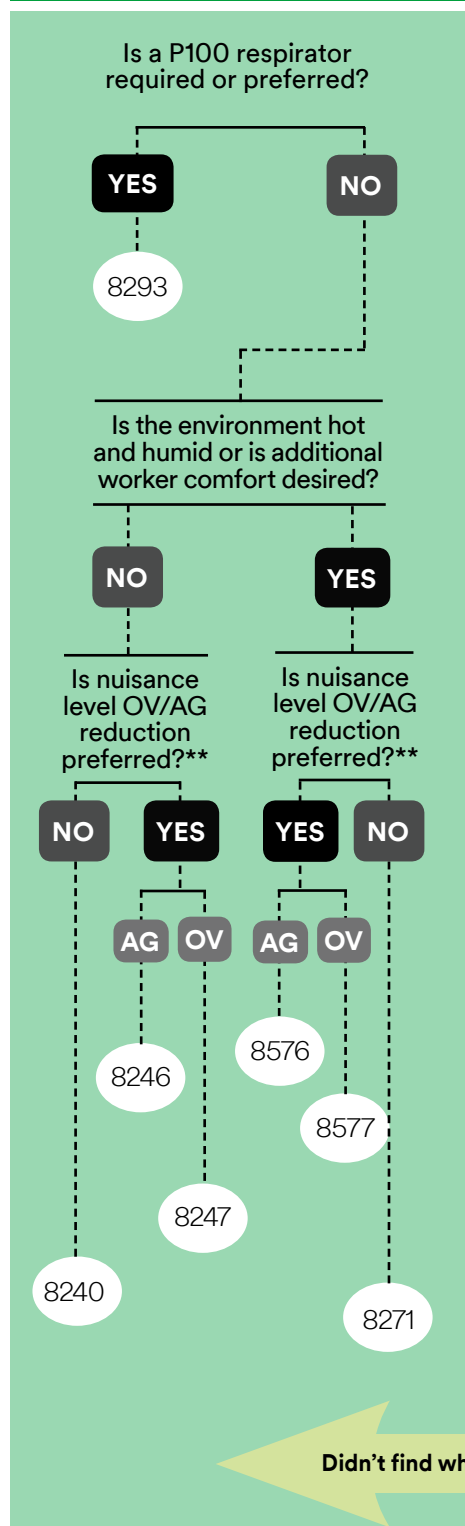 Is a P100 respirator
required or preferred?
YES
NO
8293
Is the environment hot
and humid or is additional
worker comfort desired?
NO
YES
Is nuisance
level OV/AG
reduction
preferred?**
Is nuisance
level OV/AG
reduction
preferred?**
NO
YES
YES
NO
AG
OV
AG
OV
8246
8576
8577
8247
8240
8271
Didn't find